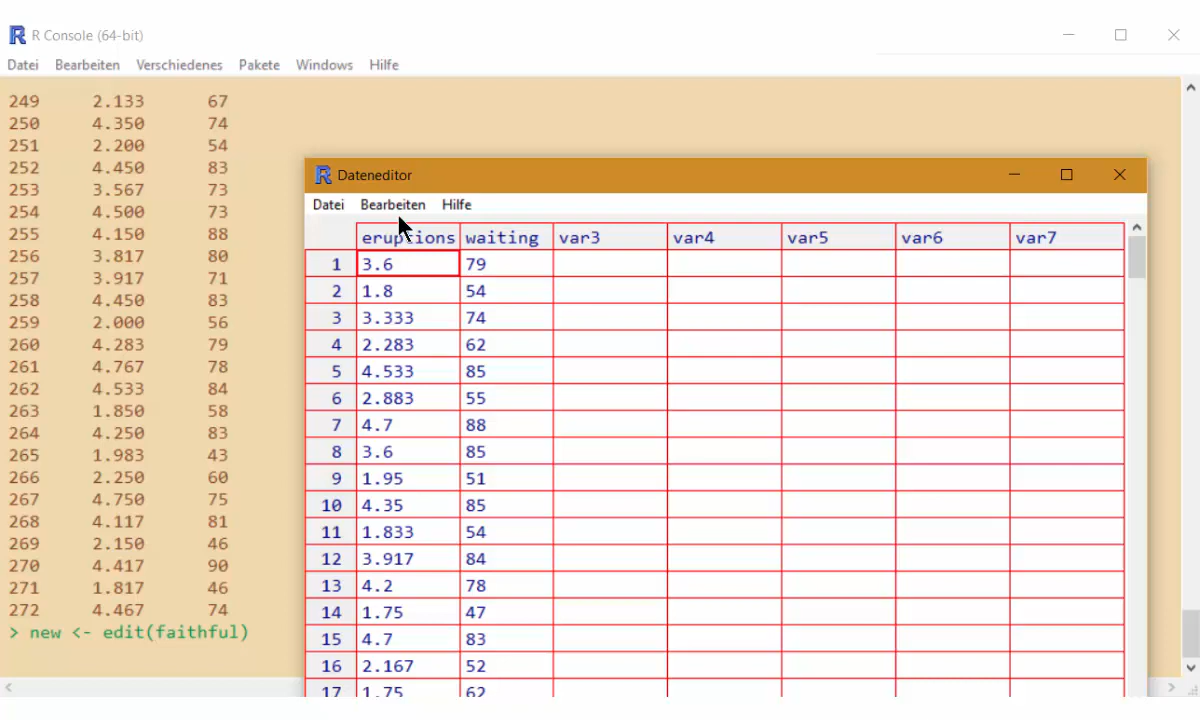 R Console (64-bit)
Datei Bearbeiten Verschiedenes Pakete Windows Hilfe
249 2.133 67
250 4.350 74
251 2.200 54
252 4.450 83
253 3.567 73
254 4.500 73
255 4.150 88
256 3.817 80
257 3.917 71
258 4.450 83
259 2.000 56
260 4.283 79
261 4.767 78
262 4.533 84
263 1.850 58
264 4.250 83
265 1.983 43
266 2.250 60
267 4.750 75
268 4.117 81
269 2.150 46
270 4.417 90
271 1.817 46
272 4.467 74
> new <- edit(faithful)
Dateneditor
Datei Bearbeiten Hilfe
eruptions waiting var3 var4 var5 var6 var7
1 3.6 79
2 1.8 54
3 3.333 74
4 2.283 62
5 4.533 85
6 2.883 55
7 4.7 88
8 3.6 85
9 1.95 51
10 4.35 85
11 1.833 54
12 3.917 84
13 4.2 78
14 1.75 47
15 4.7 83
16 2.167 52
17 1.75 62